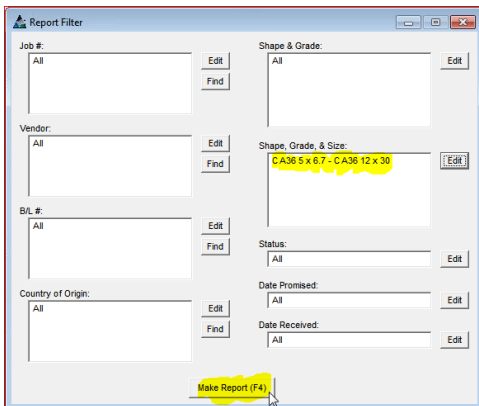 Report Filter
Job #:
All
Edit
Find
Vendor:
All
Edit
Find
B/L #:
All
Edit
Country of Origin:
All
Edit
Find
Shape & Grade:
All
Edit
Shape, Grade, & Size:
C A36 5 x 6.7 - C A36 12 x 30
Edit
Status:
All
Edit
Date Promised:
All
Edit
Date Received:
All
Edit
Make Report (F4)